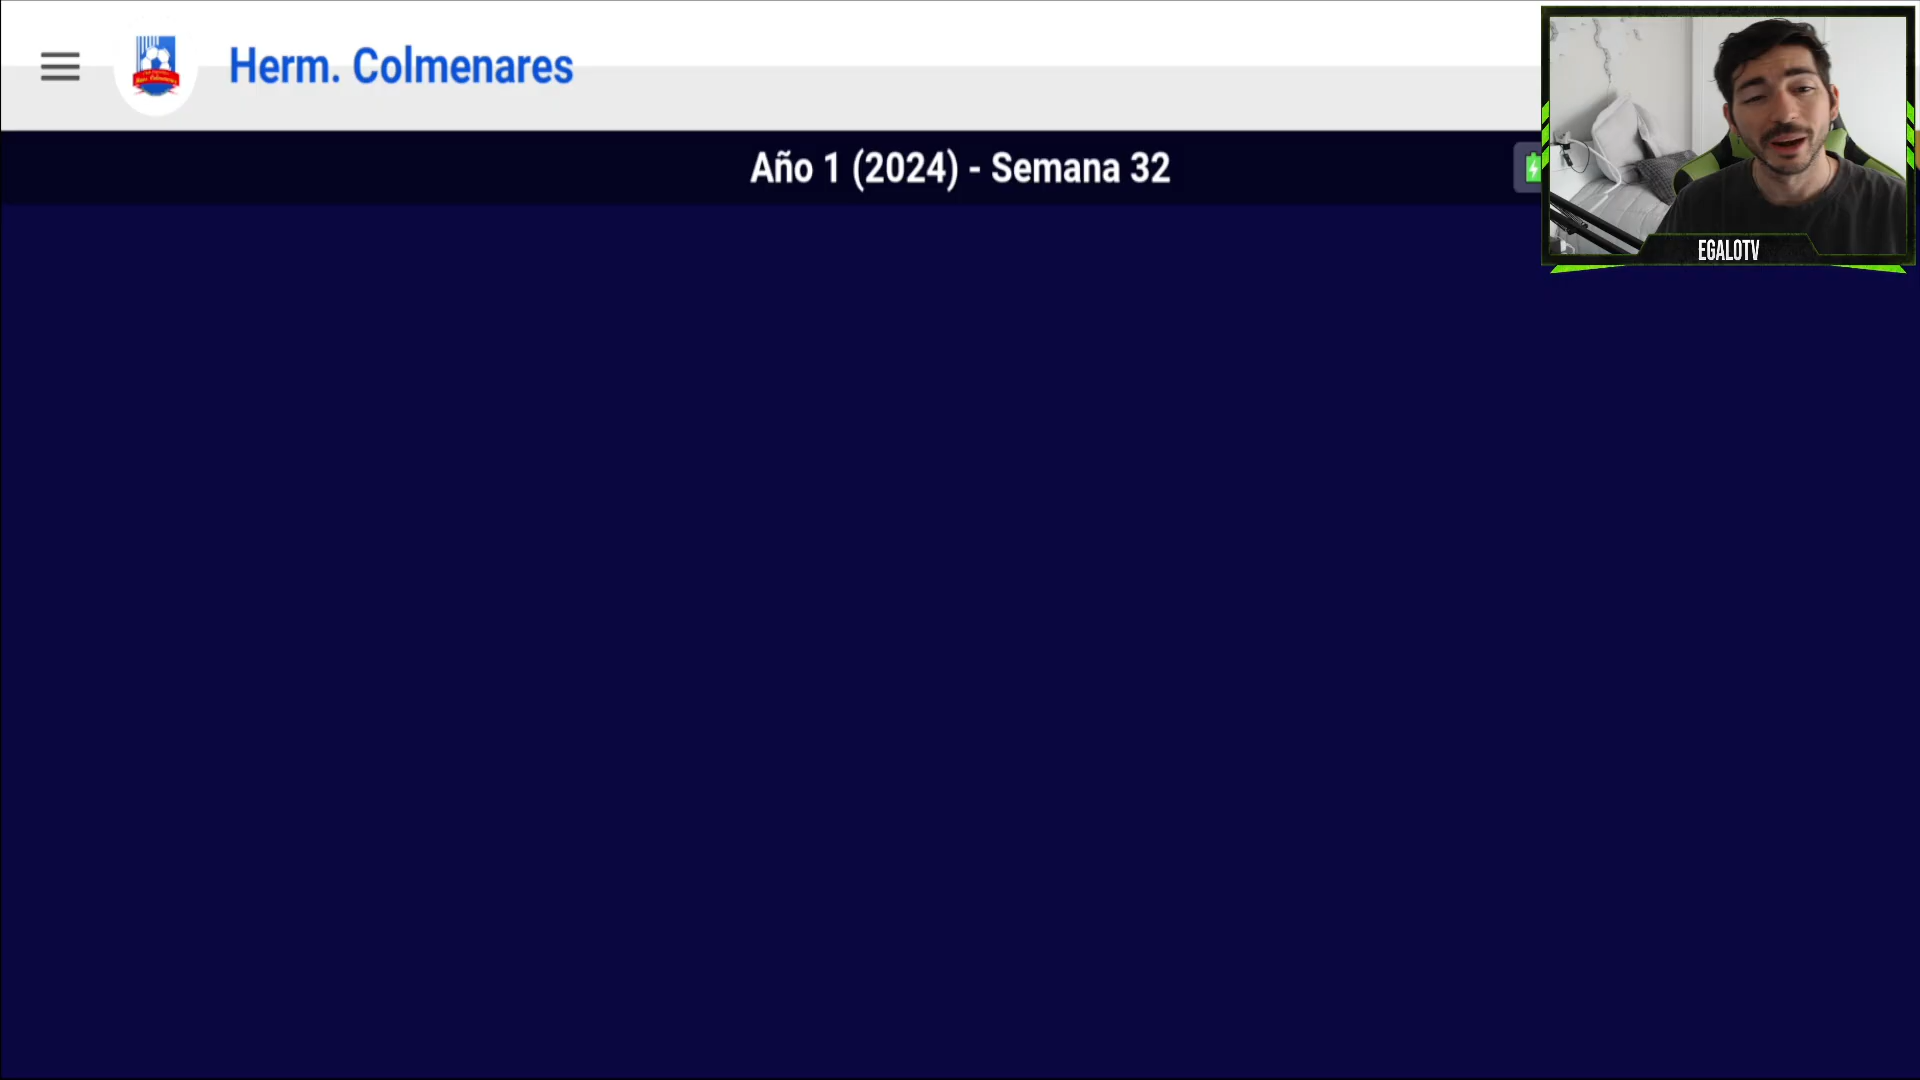 Herm. Colmenares
Año 1 (2024) - Semana 32
EGALOTV